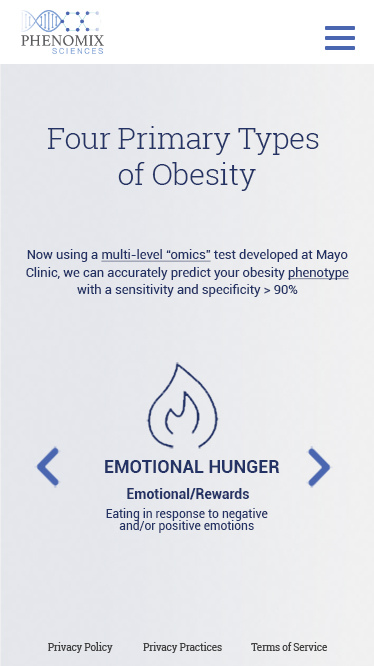 PHENOMIX
SCIENCES
Four Primary Types
of Obesity
Now using a multi-level “omics” test developed at Mayo
Clinic, we can accurately predict your obesity phenotype
with a sensitivity and specificity > 90%
EMOTIONAL HUNGER
Emotional/Rewards
Eating in response to negative
and/or positive emotions
Privacy Policy Privacy Practices Terms of Service